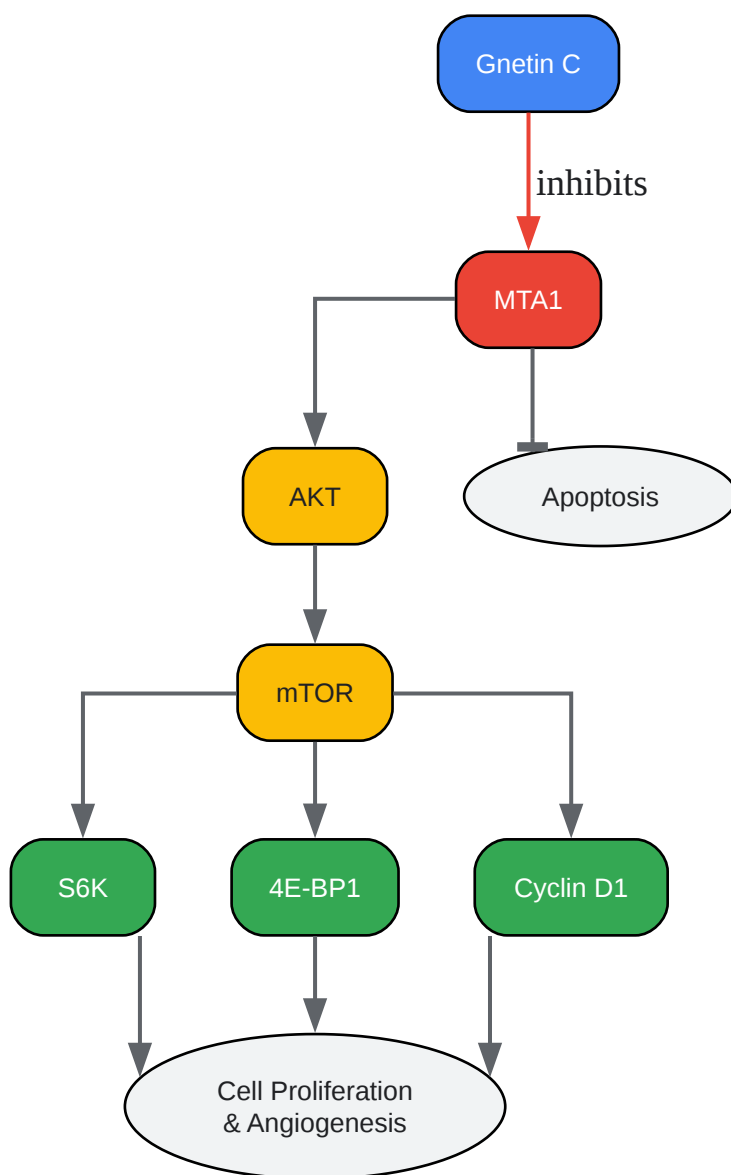 Gnetin C
inhibits
MTA1
AKT
Apoptosis
mTOR
S6K
4E-BP1
Cyclin D1
Cell Proliferation
& Angiogenesis